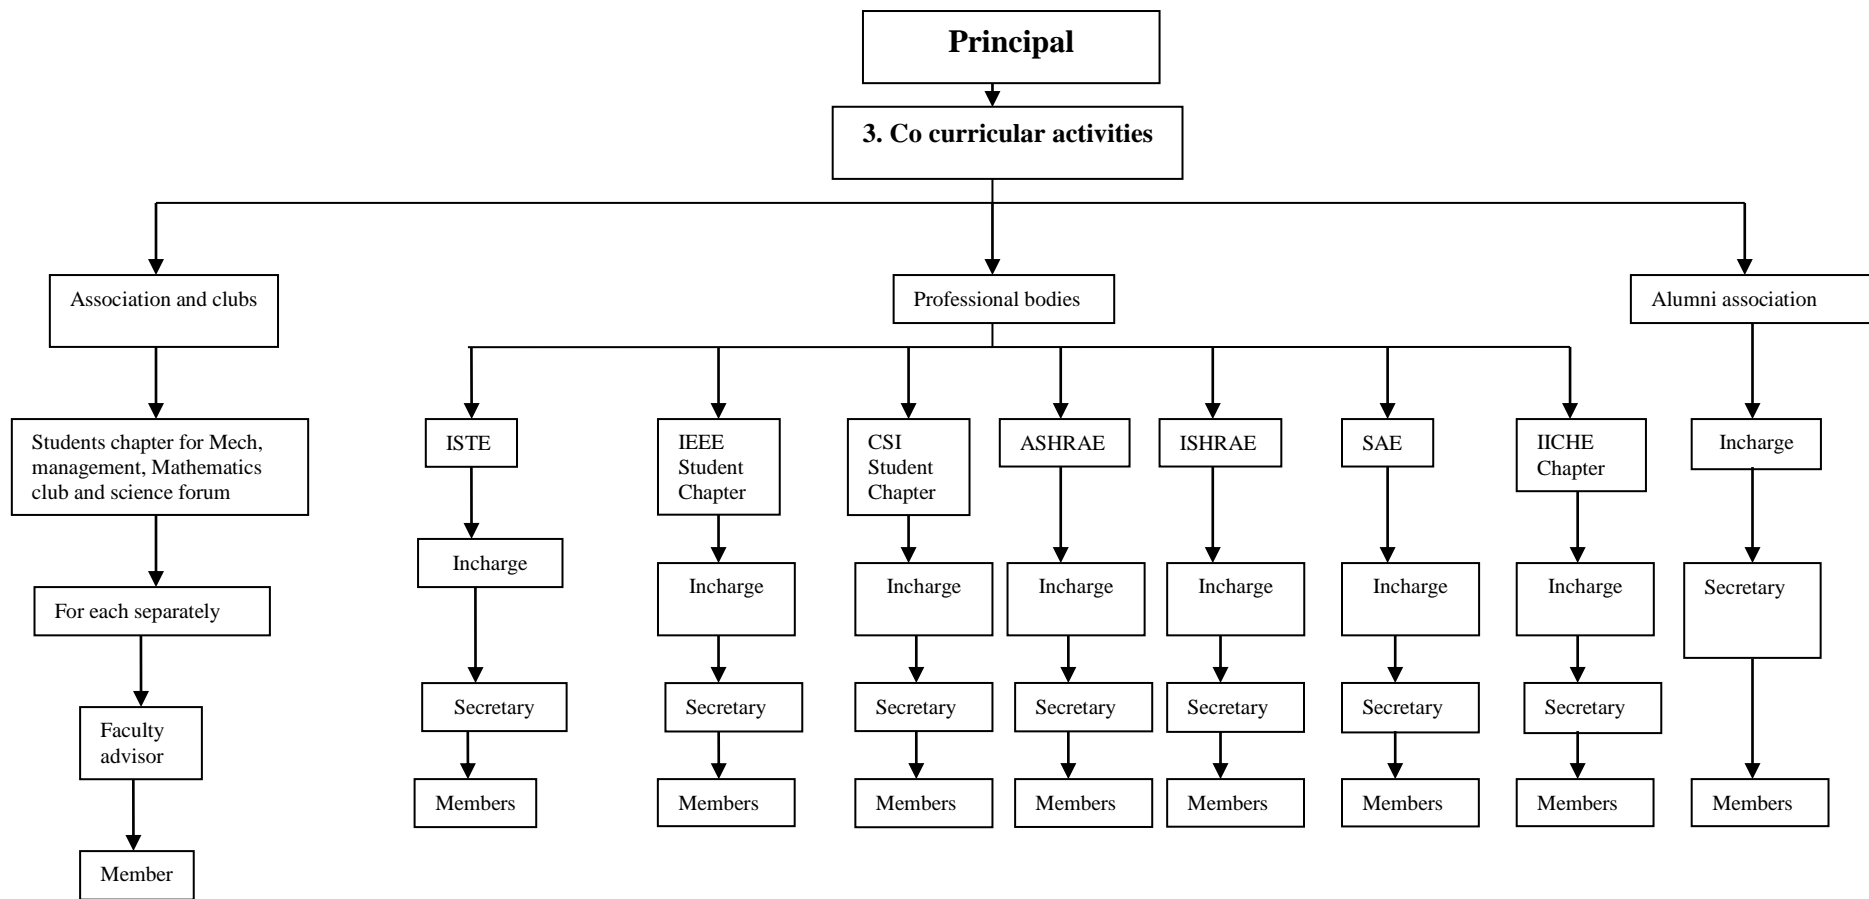 Principal
3. Co curricular activities
Association and clubs
Professional bodies
Alumni association
Students chapter for Mech,
management, Mathematics
club and science forum
ISTE
IEEE
Student
Chapter
CSI
Student
Chapter
ASHRAE
ISHRAE
SAE
IICHE
Chapter
Incharge
Incharge
Incharge
Incharge
Incharge
Incharge
Incharge
Incharge
Secretary
For each separately
Secretary
Secretary
Secretary
Secretary
Secretary
Secretary
Secretary
Faculty
advisor
Members
Members
Members
Members
Members
Members
Members
Members
Member